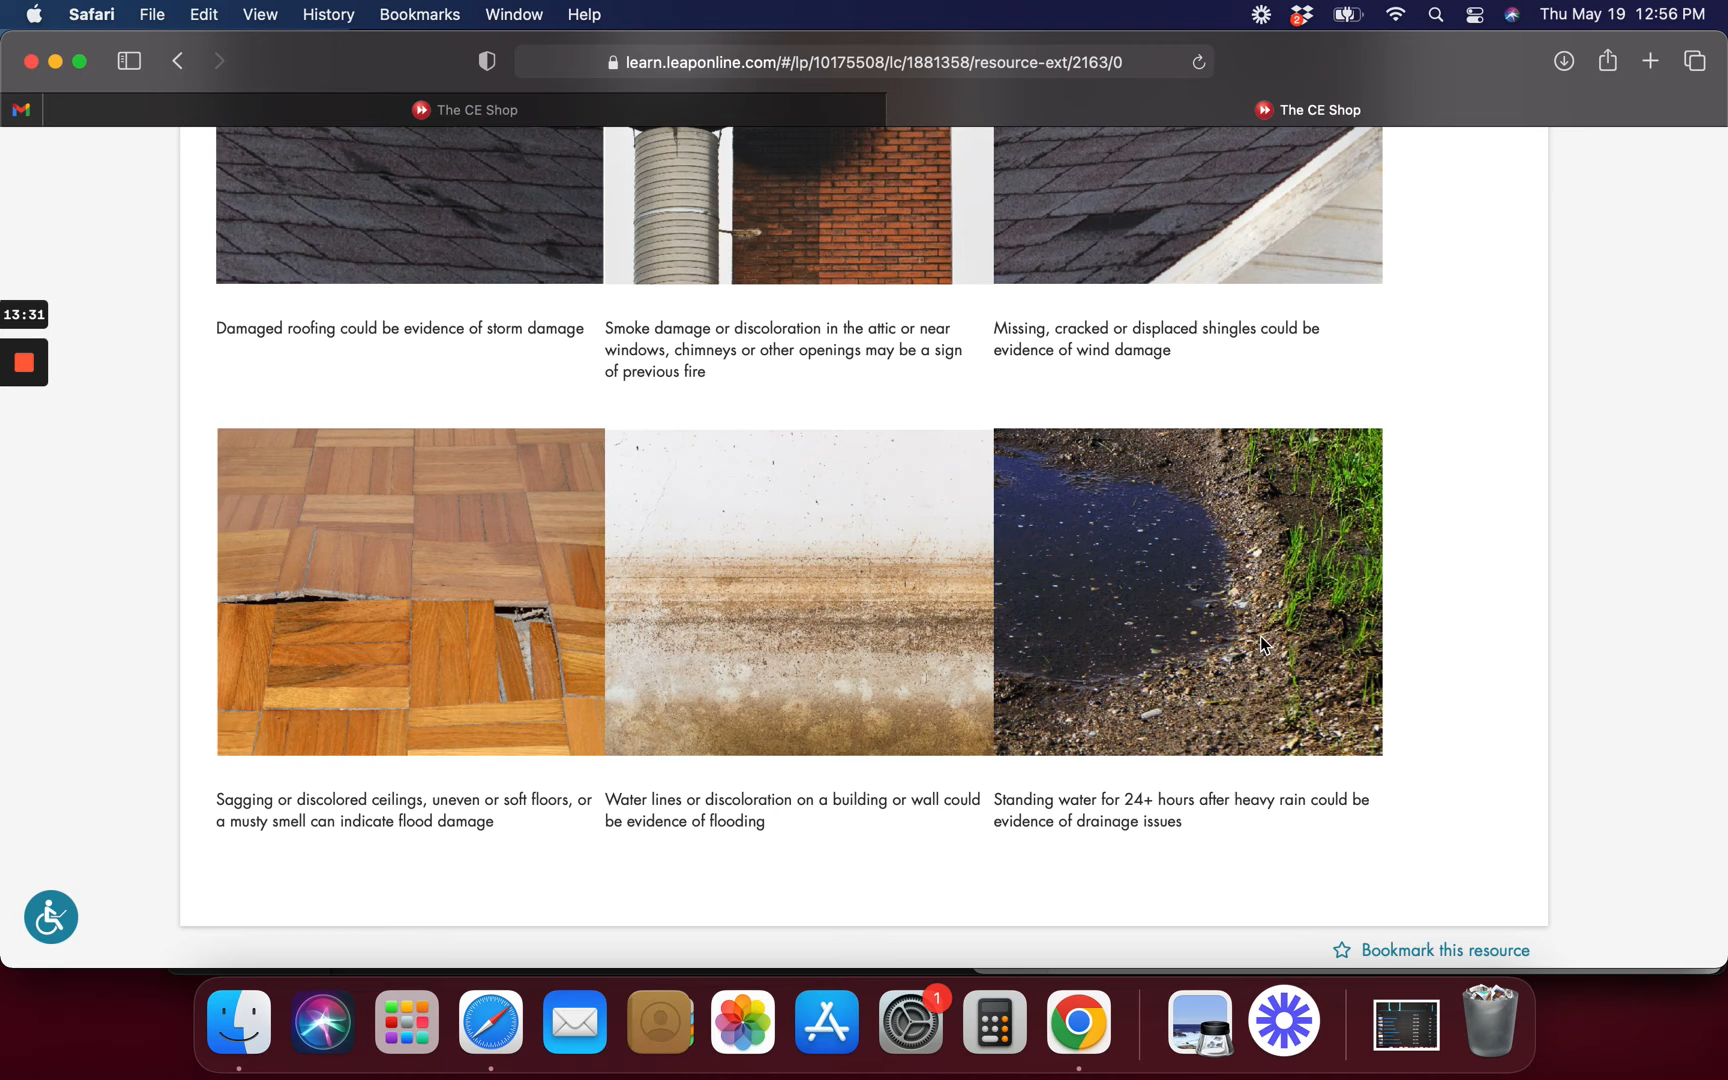 Safari File Edit View History Bookmarks Window Help 2 Thu May 19 12:56 PM
learn.leaponline.com/#/lp/10175508/lc/1881358/resource-ext/2163/0
The CE Shop The CE Shop
13:31
Damaged roofing could be evidence of storm damage
Smoke damage or discoloration in the attic or near
windows, chimneys or other openings may be a sign
of previous fire
Missing, cracked or displaced shingles could be
evidence of wind damage
Sagging or discolored ceilings, uneven or soft floors, or
a musty smell can indicate flood damage
Water lines or discoloration on a building or wall could
be evidence of flooding
Standing water for 24+ hours after heavy rain could be
evidence of drainage issues
Bookmark this resource
1